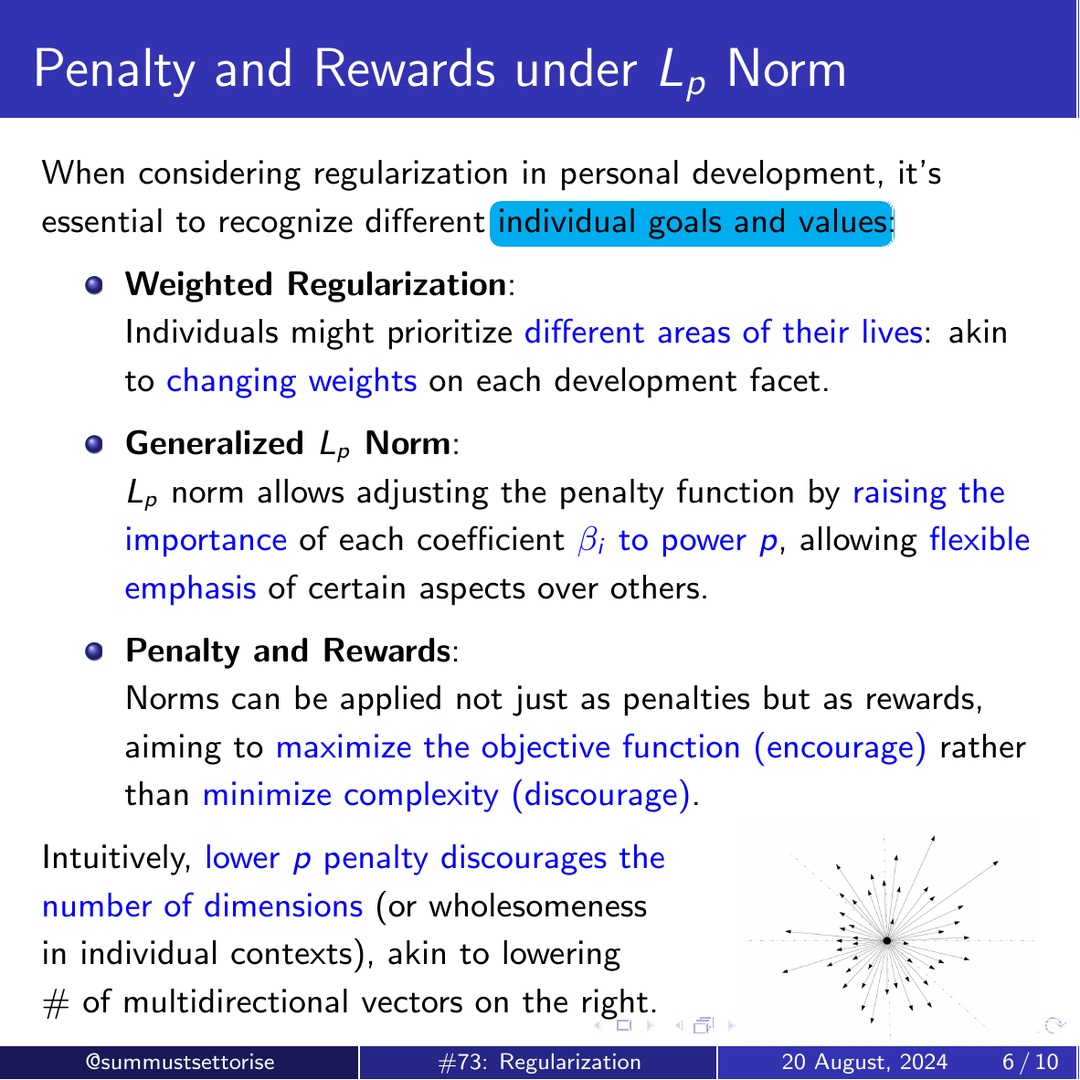 Penalty and Rewards under Lₚ Norm
When considering regularization in personal development, it's
essential to recognize different individual goals and values:
Weighted Regularization:
Individuals might prioritize different areas of their lives: akin
to changing weights on each development facet.
Generalized Lₚ Norm:
Lₚ norm allows adjusting the penalty function by raising the
importance of each coefficient βᵢ to power p, allowing flexible
emphasis of certain aspects over others.
Penalty and Rewards:
Norms can be applied not just as penalties but as rewards,
aiming to maximize the objective function (encourage) rather
than minimize complexity (discourage).
Intuitively, lower p penalty discourages the
number of dimensions (or wholesomeness
in individual contexts), akin to lowering
# of multidirectional vectors on the right.
@summustsettorise #73: Regularization 20 August, 2024 6 / 10